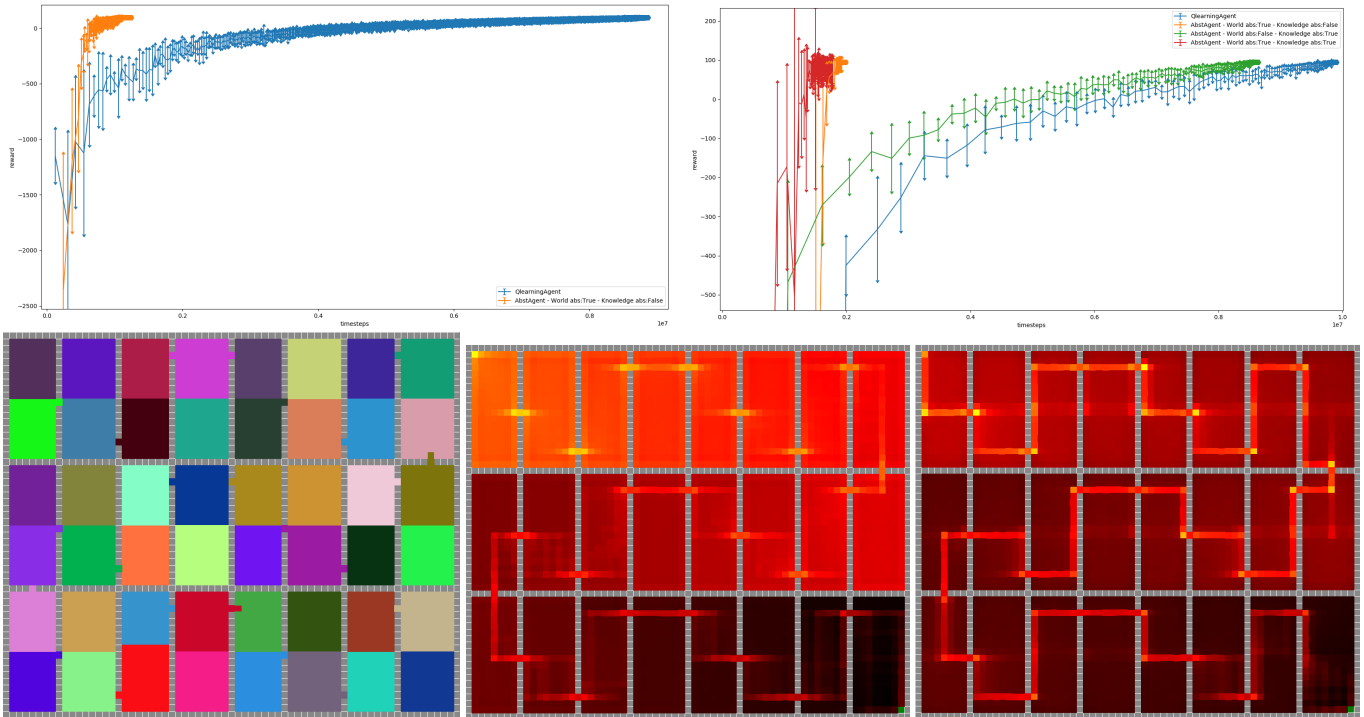 0
−500
−1000
−1500
−2000
−2500
reward
0.0
0.2
0.4
0.6
0.8
timesteps
1e7
QlearningAgent
AbstAgent - World abs:True - Knowledge abs:False
200
100
0
−100
−200
−300
−400
−500
reward
0.0
0.2
0.4
0.6
0.8
1.0
timesteps
1e7
QlearningAgent
AbstAgent - World abs:True - Knowledge abs:False
AbstAgent - World abs:False - Knowledge abs:True
AbstAgent - World abs:True - Knowledge abs:True